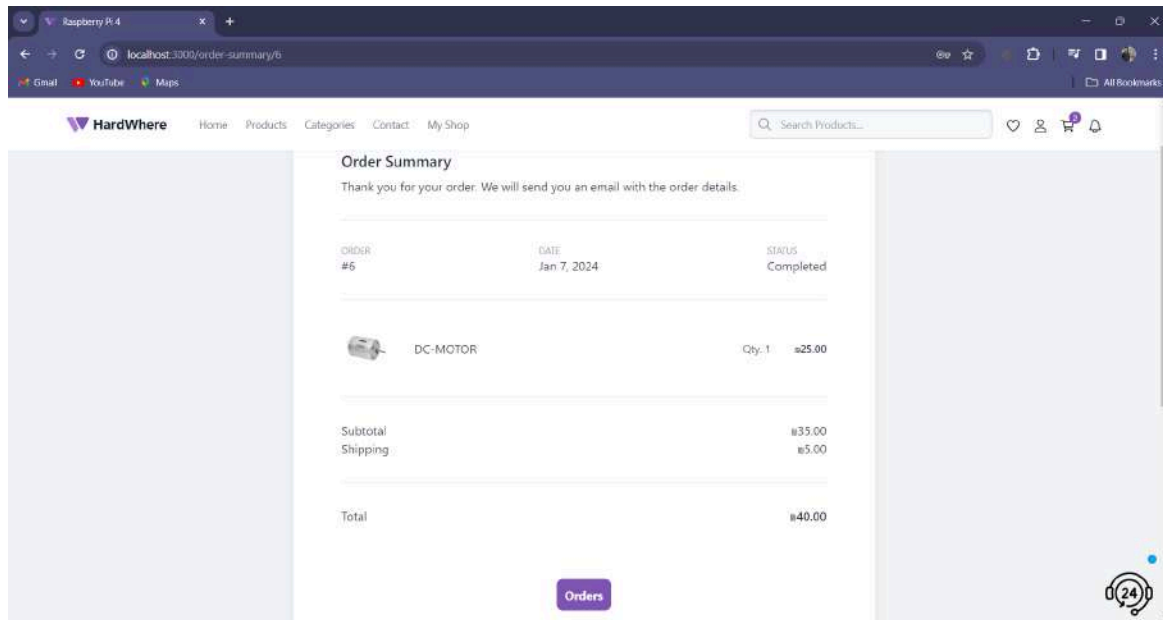 Raspberry Pi 4
localhost:3000/order-summary/6
Gmail YouTube Maps All Bookmarks
HardWhere Home Products Categories Contact My Shop Search Products... 2
Order Summary
Thank you for your order. We will send you an email with the order details.
ORDER DATE STATUS
#6 Jan 7, 2024 Completed
DC-MOTOR Qty. 1 ₪25.00
Subtotal ₪35.00
Shipping ₪5.00
Total ₪40.00
Orders
24